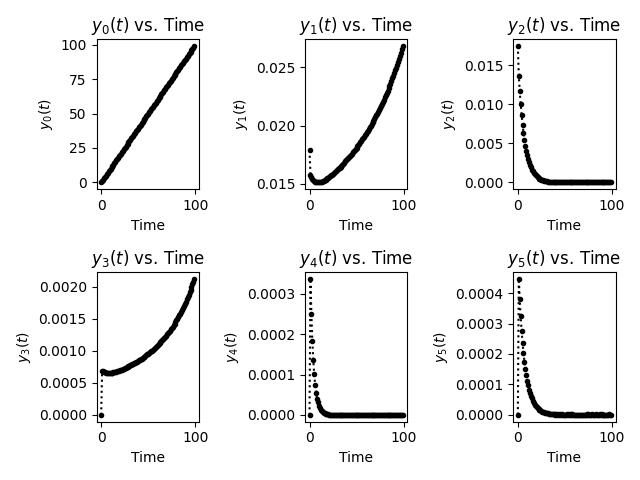 y₀(t) vs. Time
y₁(t) vs. Time
y₂(t) vs. Time
100
75
50
25
0
y₀(t)
0
100
Time
0.025
0.020
0.015
y₁(t)
0
100
Time
0.015
0.010
0.005
0.000
y₂(t)
0
100
Time
y₃(t) vs. Time
y₄(t) vs. Time
y₅(t) vs. Time
0.0020
0.0015
0.0010
0.0005
0.0000
y₃(t)
0
100
Time
0.0003
0.0002
0.0001
0.0000
y₄(t)
0
100
Time
0.0004
0.0003
0.0002
0.0001
0.0000
y₅(t)
0
100
Time